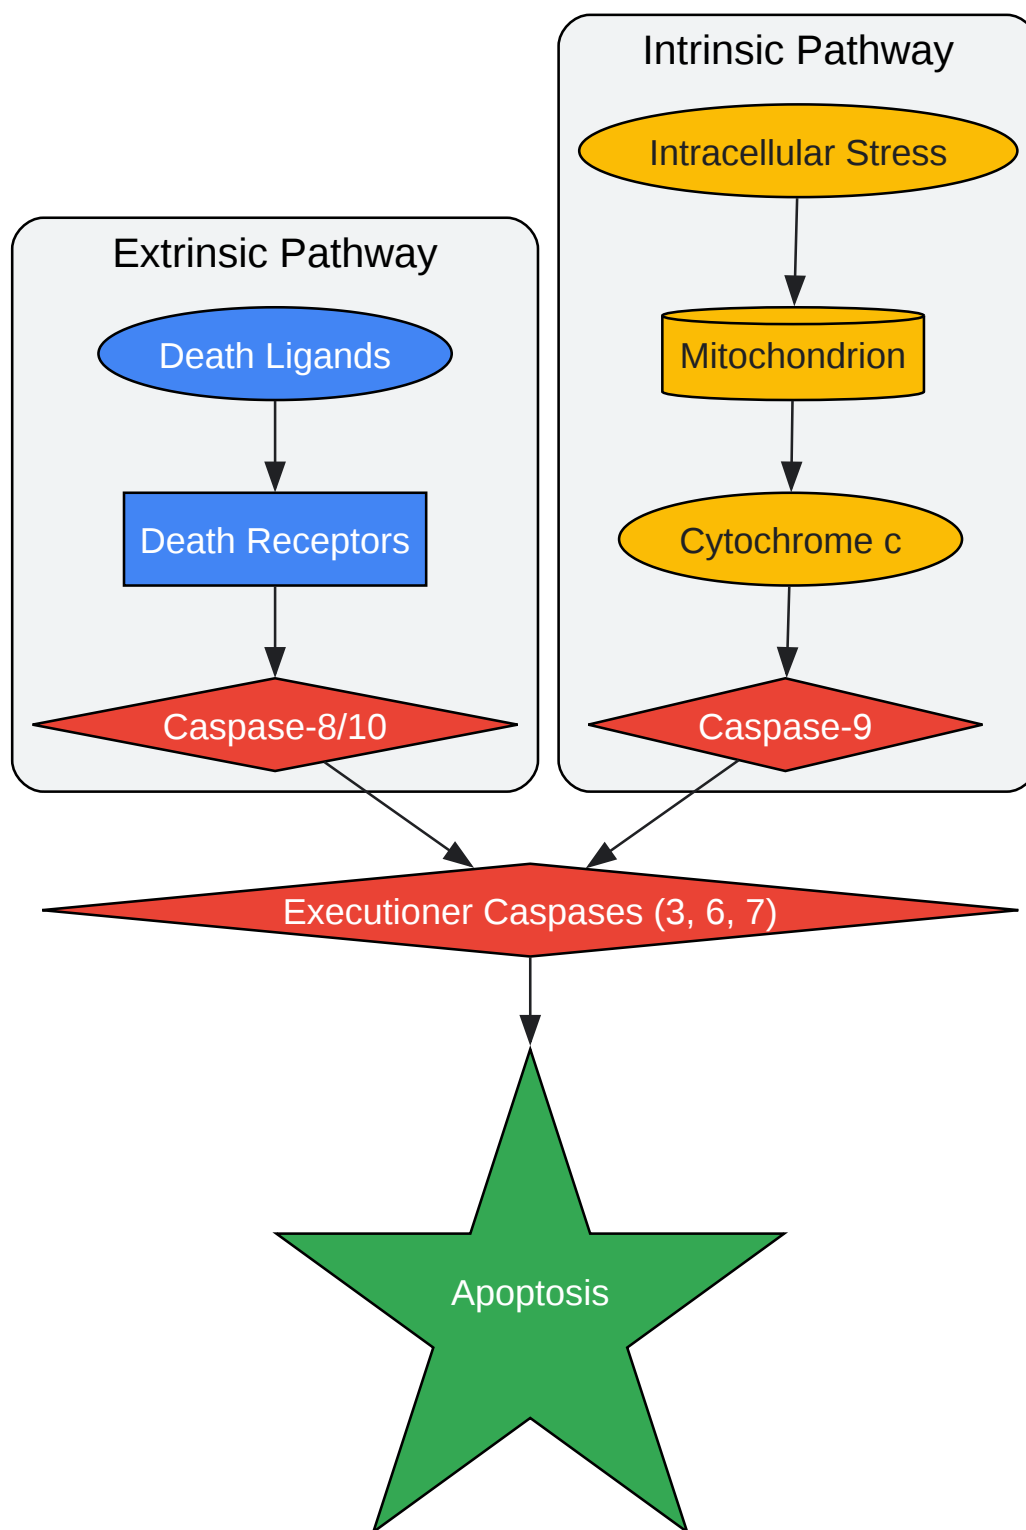 Intrinsic Pathway
Intracellular Stress
Extrinsic Pathway
Death Ligands
Mitochondrion
Death Receptors
Cytochrome c
Caspase-8/10
Caspase-9
Executioner Caspases (3, 6, 7)
Apoptosis